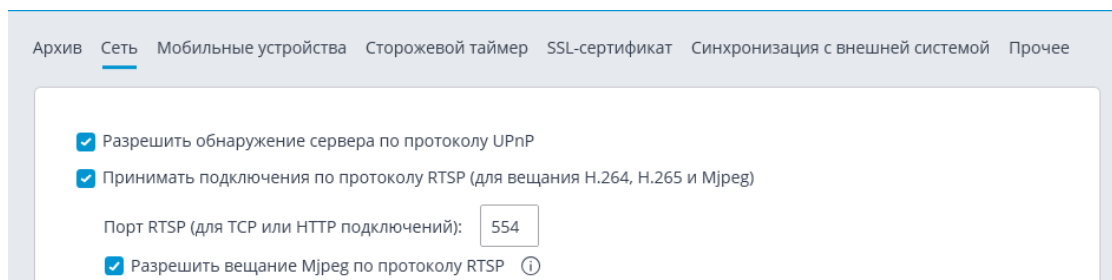 Архив Сеть Мобильные устройства Сторожевой таймер SSL-сертификат Синхронизация с внешней системой Прочее
Разрешить обнаружение сервера по протоколу UPnP
Принимать подключения по протоколу RTSP (для вещания H.264, H.265 и Mjpeg)
Порт RTSP (для TCP или HTTP подключений): 554
Разрешить вещание Mjpeg по протоколу RTSP